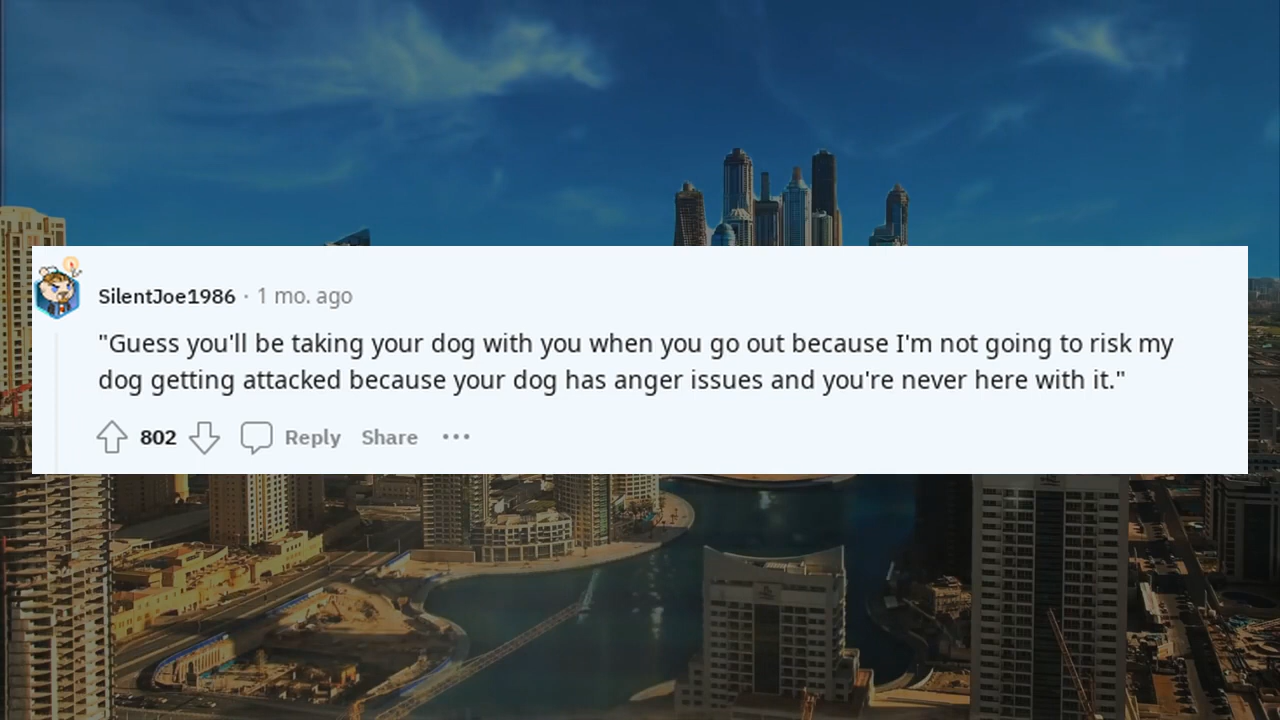 SilentJoe1986 · 1 mo. ago
"Guess you'll be taking your dog with you when you go out because I'm not going to risk my
dog getting attacked because your dog has anger issues and you're never here with it."
802 Reply Share •••